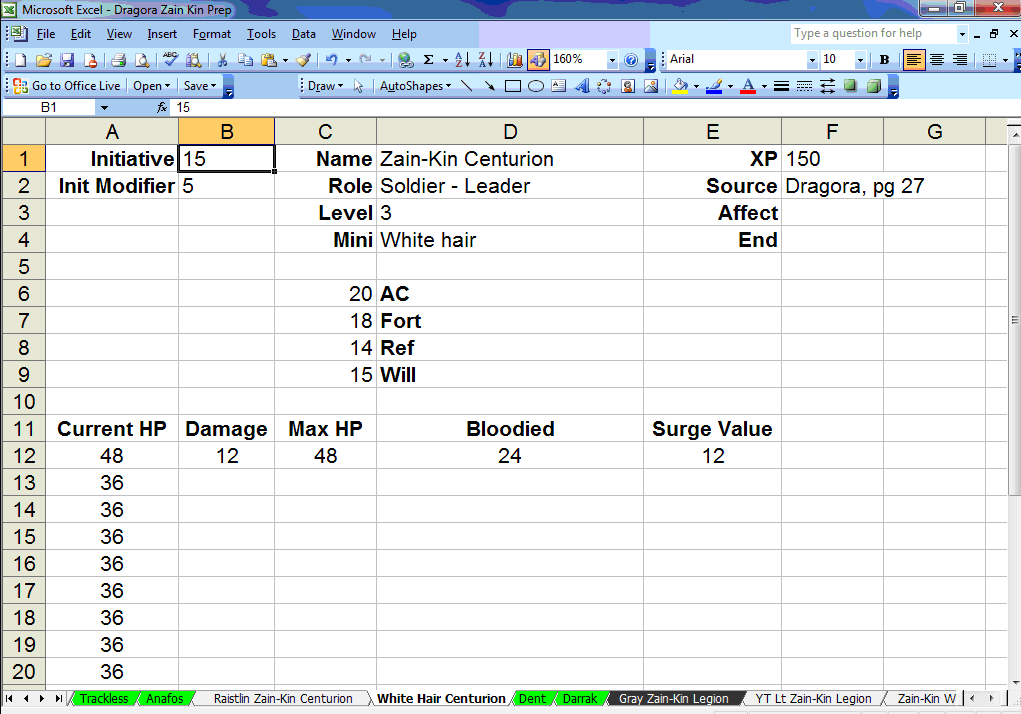 Microsoft Excel - Dragora Zain Kin Prep
File Edit View Insert Format Tools Data Window Help Type a question for help
160% Arial 10 B
Go to Office Live Open Save Draw AutoShapes
B1 fx 15
A B C D E F G
1 Initiative 15 Name Zain-Kin Centurion XP 150
2 Init Modifier 5 Role Soldier - Leader Source Dragora, pg 27
3 Level 3 Affect
4 Mini White hair End
5
6 20 AC
7 18 Fort
8 14 Ref
9 15 Will
10
11 Current HP Damage Max HP Bloodied Surge Value
12 48 12 48 24 12
13 36
14 36
15 36
16 36
17 36
18 36
19 36
20 36
Trackless Anafos Raistlin Zain-Kin Centurion White Hair Centurion Dent Darrak Gray Zain-Kin Legion YT Lt Zain-Kin Legion Zain-Kin W